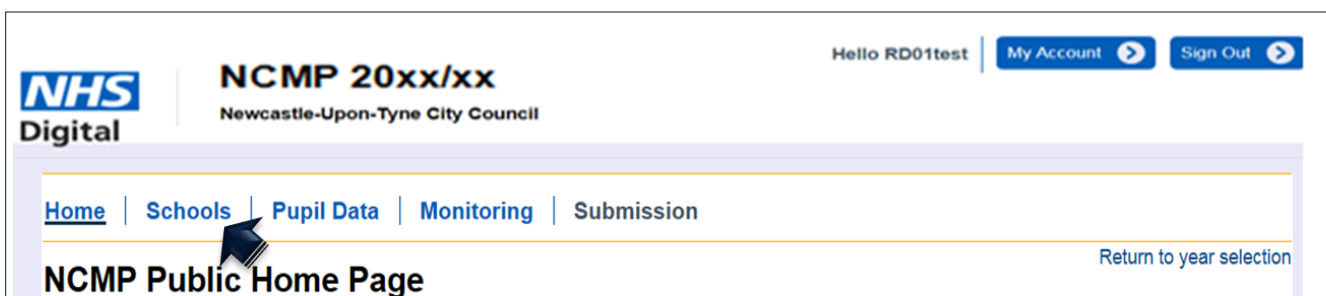 Hello RD01test | My Account Sign Out
NHS
Digital
NCMP 20xx/xx
Newcastle-Upon-Tyne City Council
Home | Schools | Pupil Data | Monitoring | Submission
Return to year selection
NCMP Public Home Page